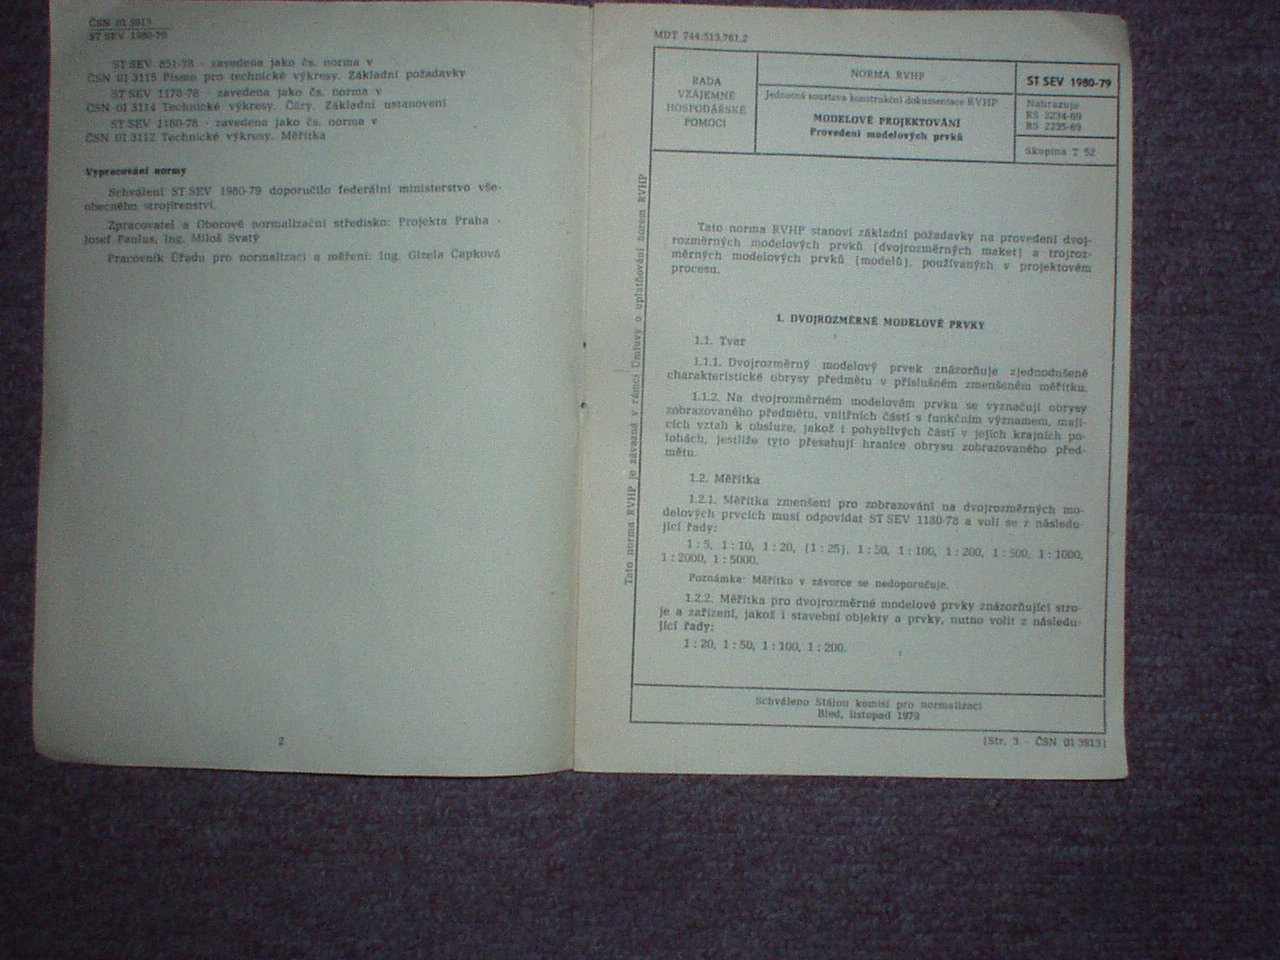 ČSN 01 3813
ST SEV 1980-79
ST SEV 851-78 - zavedena jako čs. norma v
ČSN 01 3115 Písmo pro technické výkresy. Základní požadavky
ST SEV 1178-78 - zavedena jako čs. norma v
ČSN 01 3114 Technické výkresy. Čáry. Základní ustanovení
ST SEV 1180-78 - zavedena jako čs. norma v
ČSN 01 3112 Technické výkresy. Měřítka
Vypracování normy
Schválení ST SEV 1980-79 doporučilo federální ministerstvo vše-
obecného strojírenství.
Zpracovatel a Oborové normalizační středisko: Projekta Praha -
Josef Paulus, Ing. Miloš Svatý
Pracovník Úřadu pro normalizaci a měření: Ing. Gizela Čapková
2
MDT 744:513.761.2
RADA
VZÁJEMNÉ
HOSPODÁŘSKÉ
POMOCI
NORMA RVHP
Jednotná soustava konstrukční dokumentace RVHP
MODELOVÉ PROJEKTOVÁNÍ
Provedení modelových prvků
ST SEV 1980-79
Nahrazuje
RS 2234-69
RS 2235-69
Skupina T 52
Tato norma RVHP je závazná v rámci Úmluvy o uplatňování norem RVHP
Tato norma RVHP stanoví základní požadavky na provedení dvoj-
rozměrných modelových prvků (dvojrozměrných maket) a trojroz-
měrných modelových prvků (modelů), používaných v projektovém
procesu.
1. DVOJROZMĚRNÉ MODELOVÉ PRVKY
1.1. Tvar
1.1.1. Dvojrozměrný modelový prvek znázorňuje zjednodušené
charakteristické obrysy předmětu v příslušném zmenšeném měřítku.
1.1.2. Na dvojrozměrném modelovém prvku se vyznačují obrysy
zobrazovaného předmětu, vnitřních částí s funkčním významem, mají-
cích vztah k obsluze, jakož i pohyblivých částí v jejich krajních po-
lohách, jestliže tyto přesahují hranice obrysu zobrazovaného před-
mětu.
1.2. Měřítka
1.2.1. Měřítka zmenšení pro zobrazování na dvojrozměrných mo-
delových prvcích musí odpovídat ST SEV 1180-78 a volí se z následu-
jící řady:
1 : 5, 1 : 10, 1 : 20, (1 : 25), 1 : 50, 1 : 100, 1 : 200, 1 : 500, 1 : 1000,
1 : 2000, 1 : 5000.
Poznámka: Měřítko v závorce se nedoporučuje.
1.2.2. Měřítka pro dvojrozměrné modelové prvky znázorňující stro-
je a zařízení, jakož i stavební objekty a prvky, nutno volit z následu-
jící řady:
1 : 20, 1 : 50, 1 : 100, 1 : 200.
Schváleno Stálou komisí pro normalizaci
Bled, listopad 1979
(Str. 3 - ČSN 01 3813)